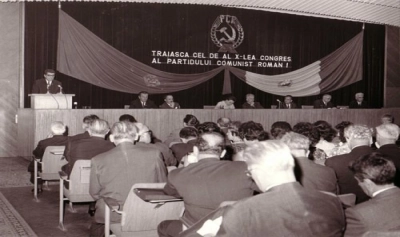 PCR
TRAIASCA CEL DE AL X-LEA CONGRES
AL PARTIDULUI COMUNIST ROMAN!